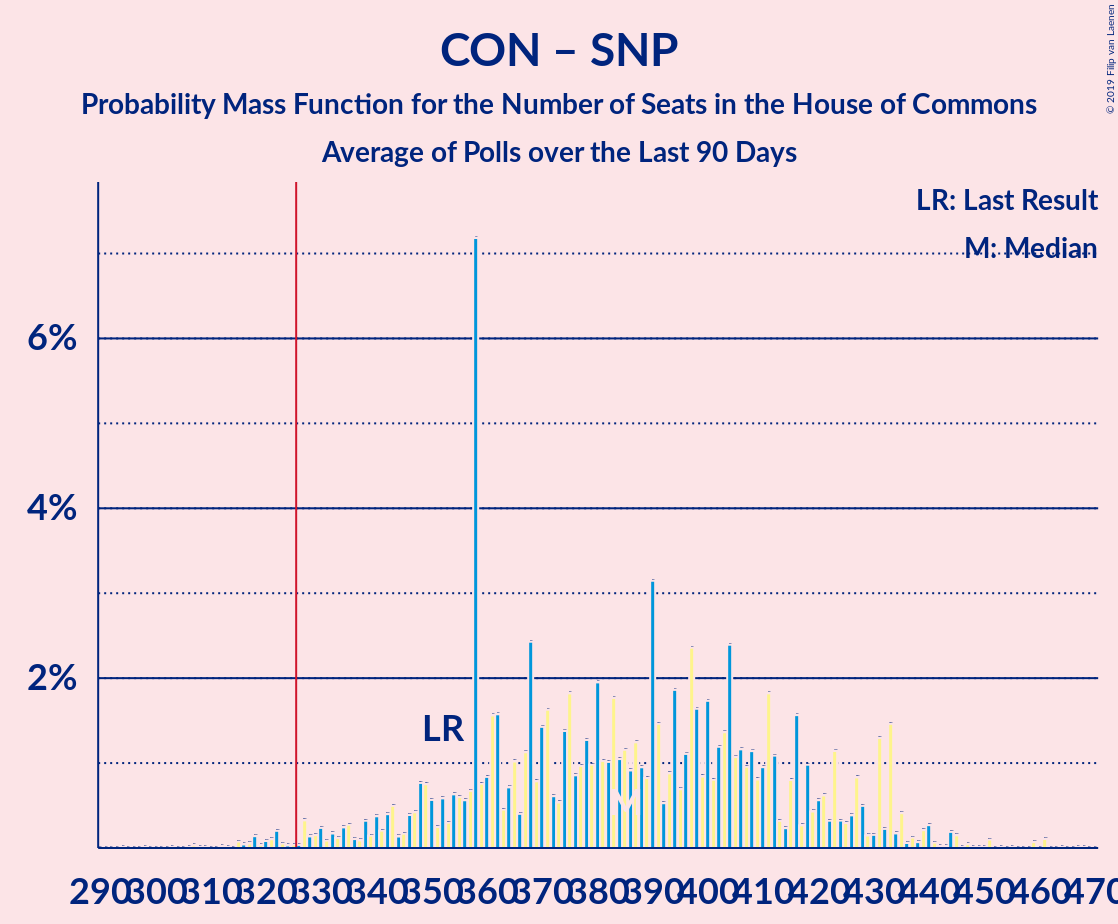 CON – SNP
Probability Mass Function for the Number of Seats in the House of Commons
Average of Polls over the Last 90 Days
© 2019 Filip van Laenen
LR: Last Result
M: Median
6%
4%
2%
LR
M
290 300 310 320 330 340 350 360 370 380 390 400 410 420 430 440 450 460 470